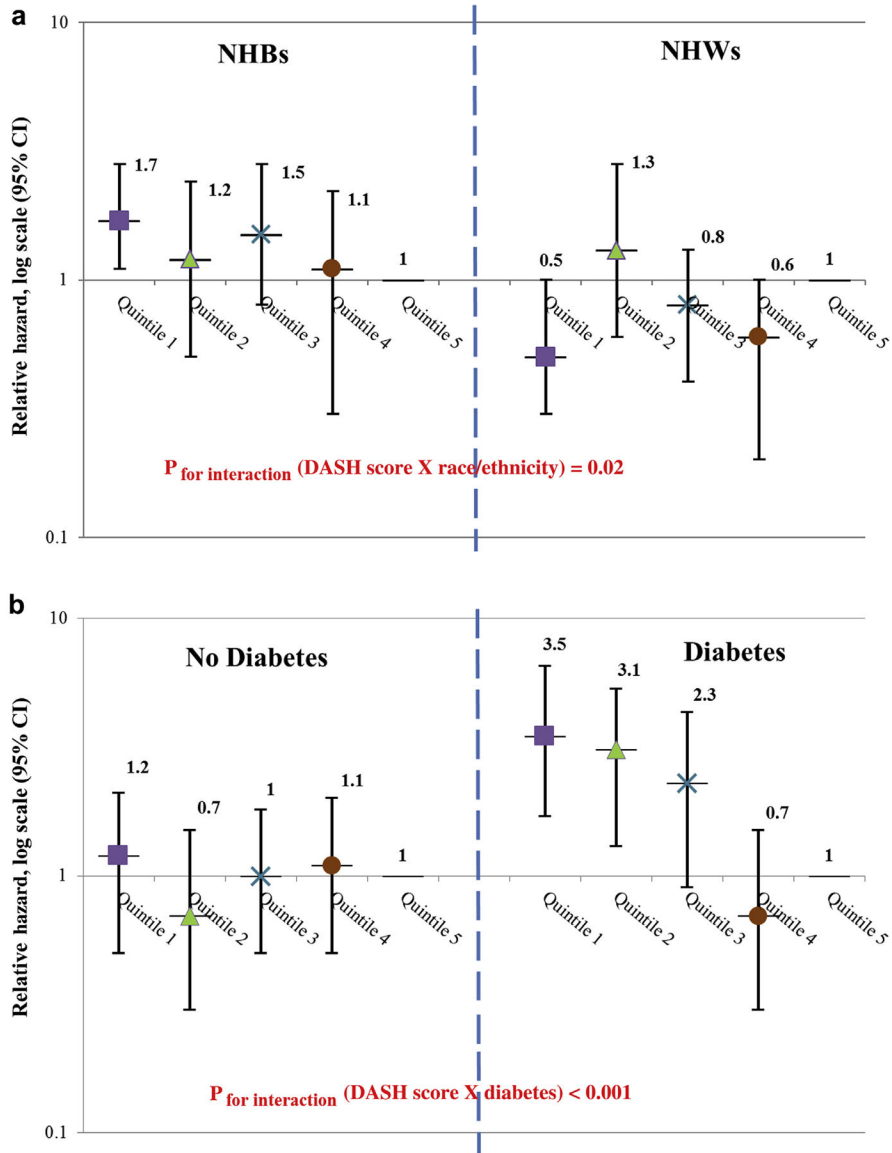 a
10
NHBs
NHWs
Relative hazard, log scale (95% CI)
1.7
1.2
1.5
1.1
1
0.5
1.3
0.8
0.6
1
1
Quintile 1
Quintile 2
Quintile 3
Quintile 4
Quintile 5
Quintile 1
Quintile 2
Quintile 3
Quintile 4
Quintile 5
P for interaction (DASH score X race/ethnicity) = 0.02
0.1
b
10
No Diabetes
Diabetes
Relative hazard, log scale (95% CI)
1.2
0.7
1
1.1
1
3.5
3.1
2.3
0.7
1
1
Quintile 1
Quintile 2
Quintile 3
Quintile 4
Quintile 5
Quintile 1
Quintile 2
Quintile 3
Quintile 4
Quintile 5
P for interaction (DASH score X diabetes) < 0.001
0.1